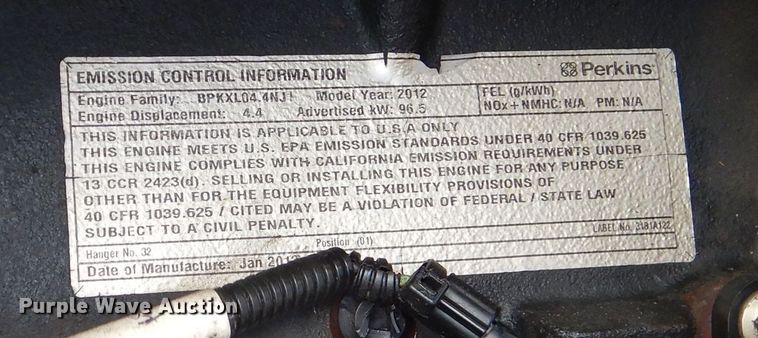 EMISSION CONTROL INFORMATION
Perkins
Engine Family: BPKXL04.4NJ1 Model Year: 2012
Engine Displacement: 4.4 Advertised kW: 96.5
FEL (g/kWh)
NOx + NMHC: N/A PM: N/A
THIS INFORMATION IS APPLICABLE TO U.S.A ONLY
THIS ENGINE MEETS U.S. EPA EMISSION STANDARDS UNDER 40 CFR 1039.625
THIS ENGINE COMPLIES WITH CALIFORNIA EMISSION REQUIREMENTS UNDER
13 CCR 2423(d). SELLING OR INSTALLING THIS ENGINE FOR ANY PURPOSE
OTHER THAN FOR THE EQUIPMENT FLEXIBILITY PROVISIONS OF
40 CFR 1039.625 / CITED MAY BE A VIOLATION OF FEDERAL / STATE LAW
SUBJECT TO A CIVIL PENALTY.
LABEL No. 3181A122
Hanger No. 32 Position (01)
Date of Manufacture: Jan 201
Purple Wave Auction